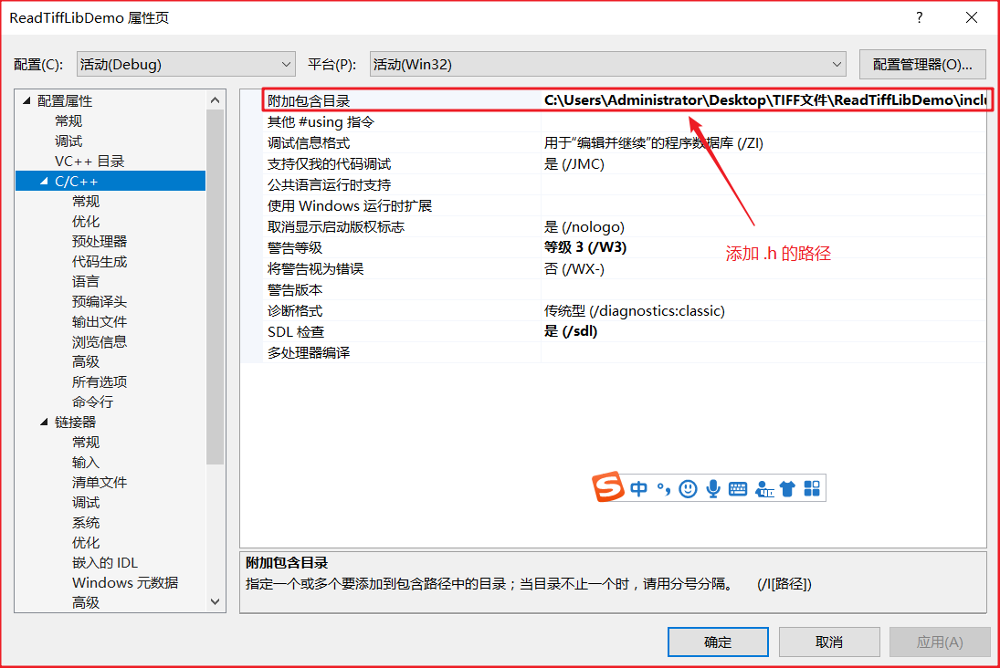 ReadTiffLibDemo 属性页
配置(C): 活动(Debug) 平台(P): 活动(Win32) 配置管理器(O)...
配置属性
常规
调试
VC++ 目录
C/C++
常规
优化
预处理器
代码生成
语言
预编译头
输出文件
浏览信息
高级
所有选项
命令行
链接器
常规
输入
清单文件
调试
系统
优化
嵌入的 IDL
Windows 元数据
高级
附加包含目录 C:\Users\Administrator\Desktop\TIFF文件\ReadTiffLibDemo\inclu
其他 #using 指令
调试信息格式 用于“编辑并继续”的程序数据库 (/ZI)
支持仅我的代码调试 是 (/JMC)
公共语言运行时支持
使用 Windows 运行时扩展
取消显示启动版权标志 是 (/nologo)
警告等级 等级 3 (/W3)
将警告视为错误 否 (/WX-)
警告版本
诊断格式 传统型 (/diagnostics:classic)
SDL 检查 是 (/sdl)
多处理器编译
添加 .h 的路径
中
附加包含目录
指定一个或多个要添加到包含路径中的目录；当目录不止一个时，请用分号分隔。 (/I[路径])
确定 取消 应用(A)